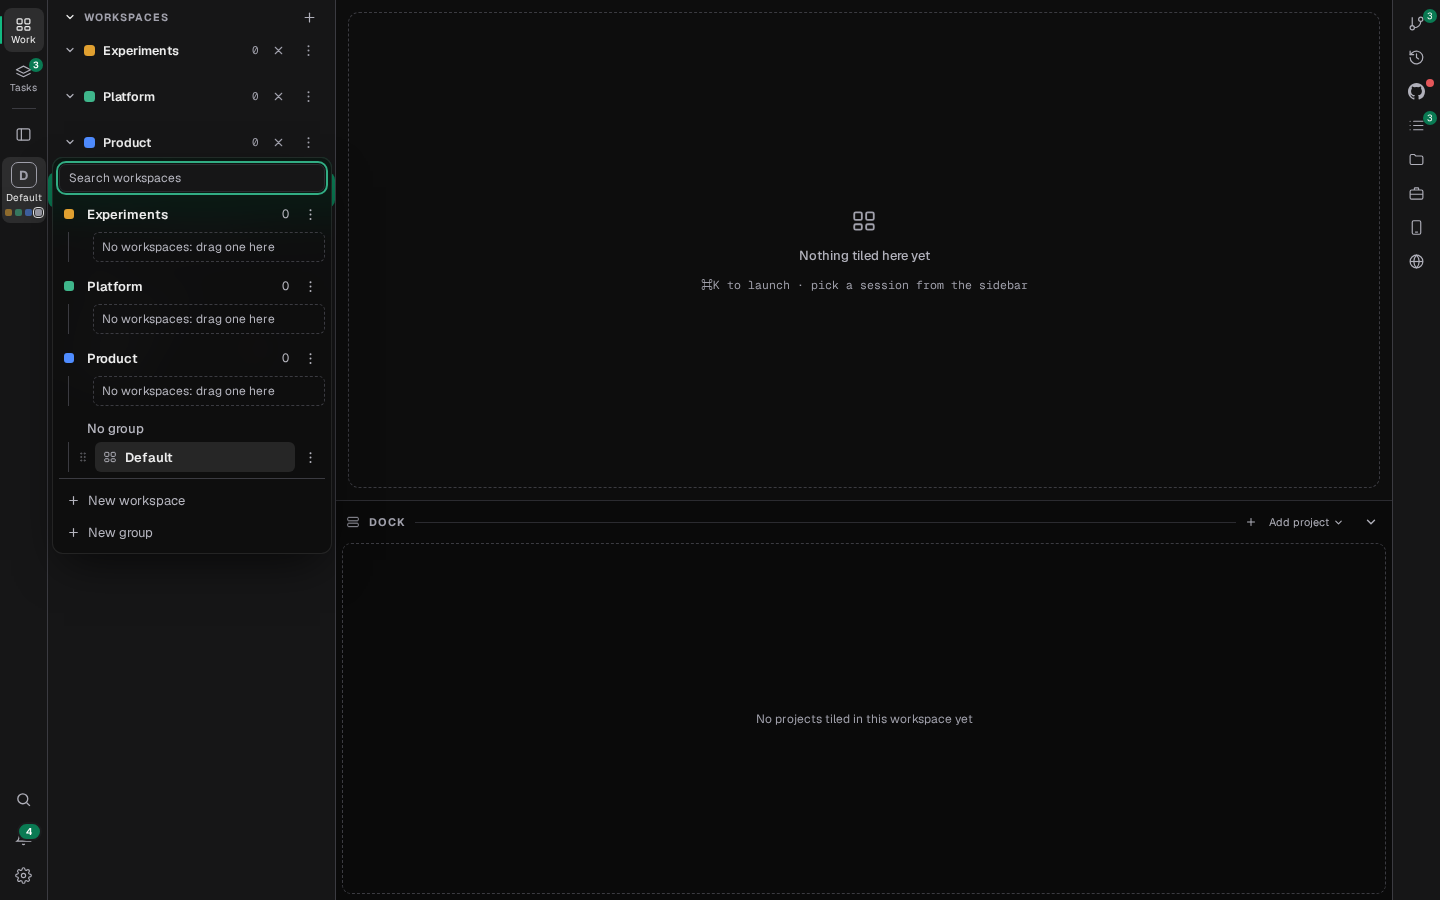 Work
Tasks
3
D
Default
4
WORKSPACES
Experiments 0
Platform 0
Product 0
Search workspaces
Experiments 0
No workspaces: drag one here
Platform 0
No workspaces: drag one here
Product 0
No workspaces: drag one here
No group
Default
New workspace
New group
Nothing tiled here yet
⌘K to launch · pick a session from the sidebar
DOCK
Add project
No projects tiled in this workspace yet
3
3